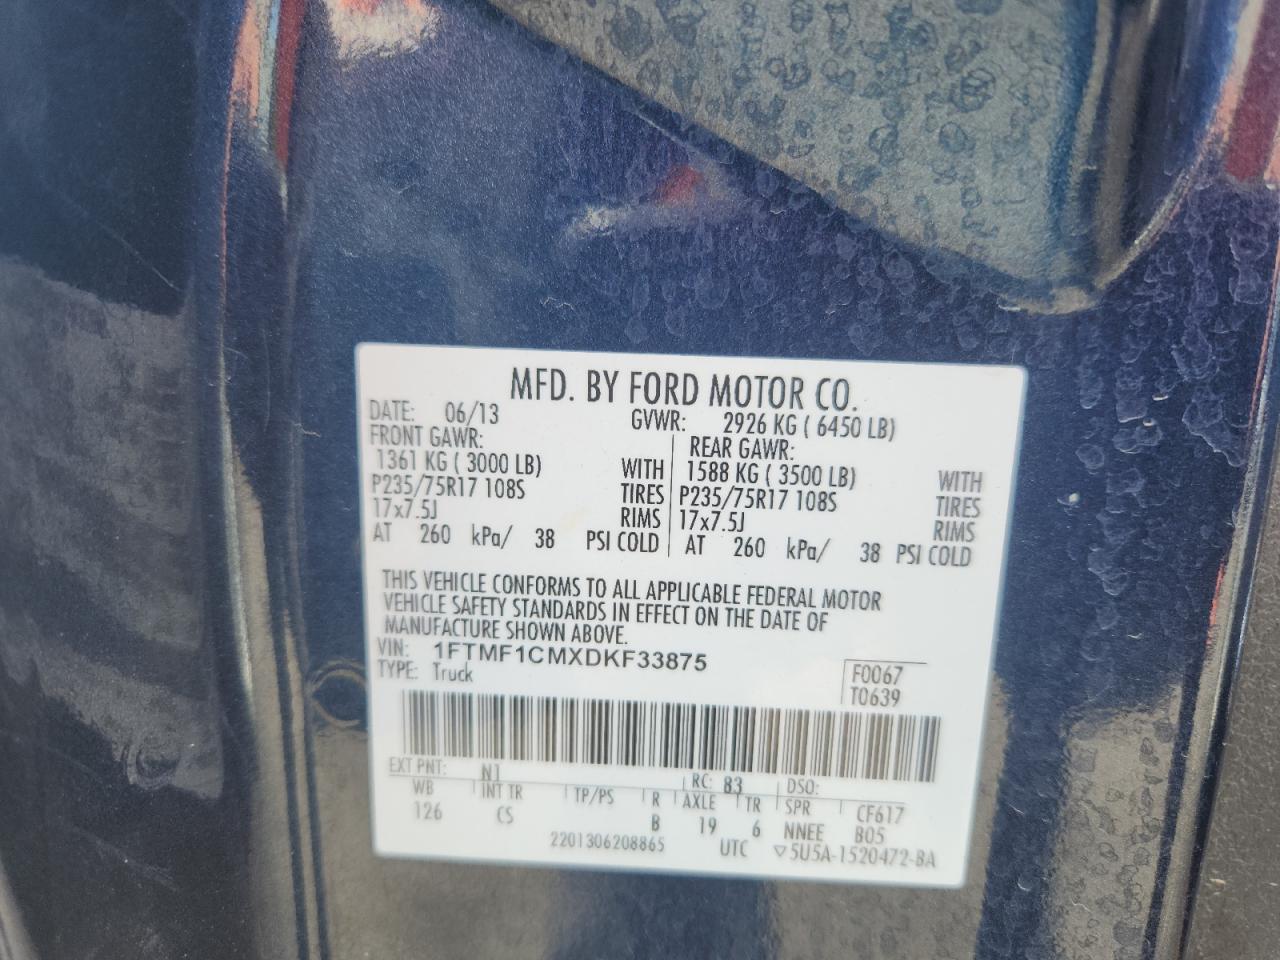 MFD. BY FORD MOTOR CO.
DATE: 06/13 GVWR: 2926 KG ( 6450 LB)
FRONT GAWR: REAR GAWR:
1361 KG ( 3000 LB) WITH 1588 KG ( 3500 LB) WITH
P235/75R17 108S TIRES P235/75R17 108S TIRES
17x7.5J RIMS 17x7.5J RIMS
AT 260 kPa/ 38 PSI COLD AT 260 kPa/ 38 PSI COLD
THIS VEHICLE CONFORMS TO ALL APPLICABLE FEDERAL MOTOR
VEHICLE SAFETY STANDARDS IN EFFECT ON THE DATE OF
MANUFACTURE SHOWN ABOVE.
VIN: 1FTMF1CMXDKF33875
TYPE: Truck F0067
T0639
EXT PNT: N1 RC: 83 DSO:
WB INT TR TP/PS R AXLE TR SPR CF617
126 CS B 19 6 NNEE B05
2201306208865 UTC ▽5U5A-1520472-BA